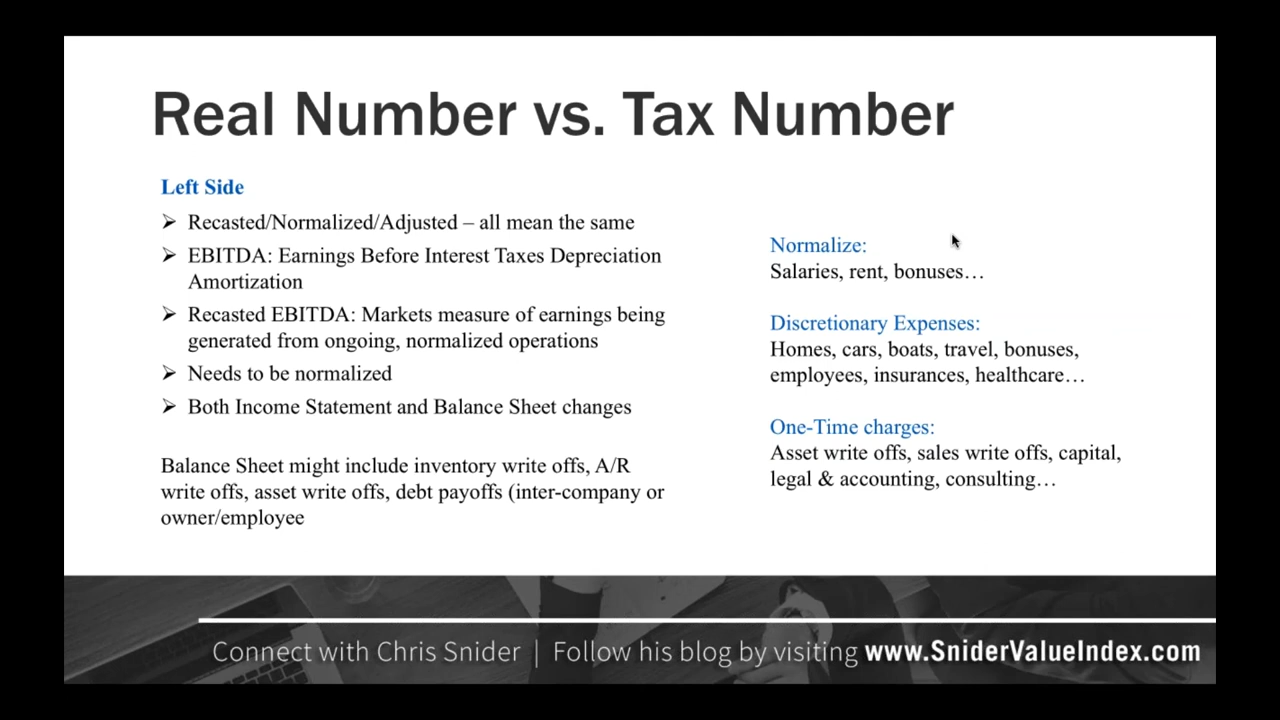 Real Number vs. Tax Number
Left Side
➢ Recasted/Normalized/Adjusted – all mean the same
➢ EBITDA: Earnings Before Interest Taxes Depreciation
Amortization
➢ Recasted EBITDA: Markets measure of earnings being
generated from ongoing, normalized operations
➢ Needs to be normalized
➢ Both Income Statement and Balance Sheet changes
Balance Sheet might include inventory write offs, A/R
write offs, asset write offs, debt payoffs (inter-company or
owner/employee
Normalize:
Salaries, rent, bonuses…
Discretionary Expenses:
Homes, cars, boats, travel, bonuses,
employees, insurances, healthcare…
One-Time charges:
Asset write offs, sales write offs, capital,
legal & accounting, consulting…
Connect with Chris Snider | Follow his blog by visiting www.SniderValueIndex.com